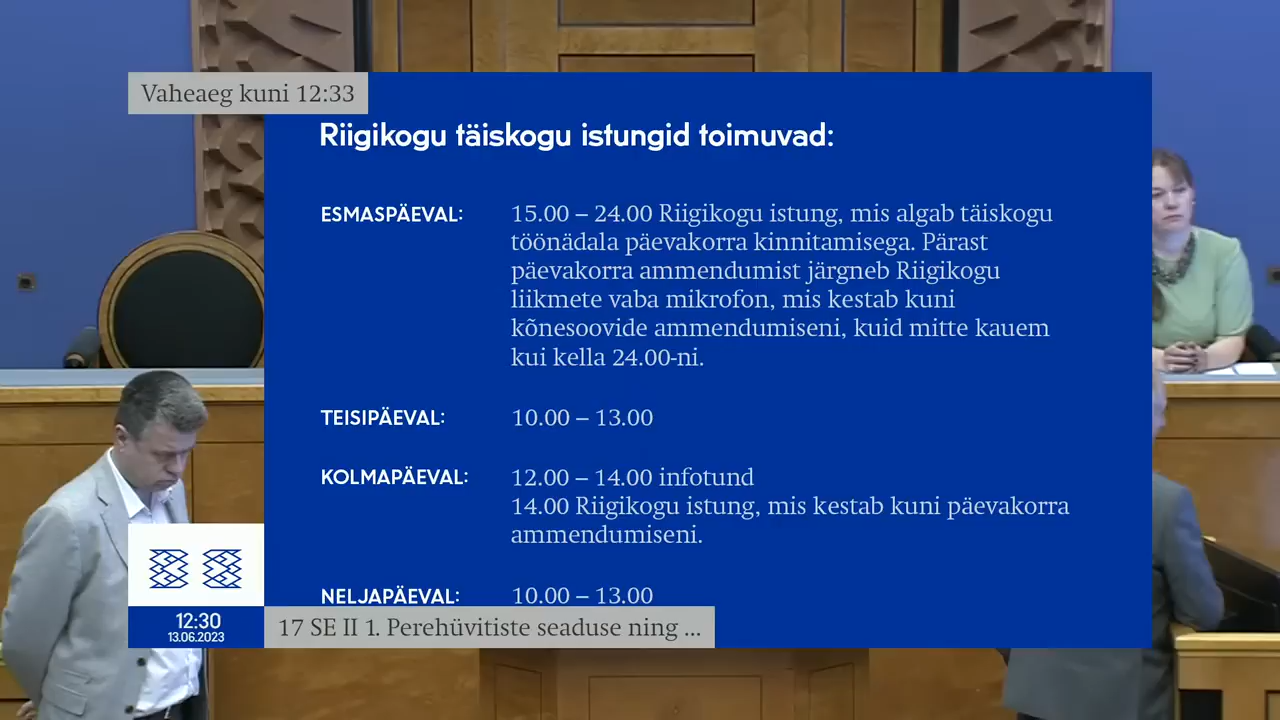 Vaheaeg kuni 12:33
Riigikogu täiskogu istungid toimuvad:
ESMASPÄEVAL:
15.00 – 24.00 Riigikogu istung, mis algab täiskogu
töönädala päevakorra kinnitamisega. Pärast
päevakorra ammendumist järgneb Riigikogu
liikmete vaba mikrofon, mis kestab kuni
kõnesoovide ammendumiseni, kuid mitte kauem
kui kella 24.00-ni.
TEISIPÄEVAL:
10.00 – 13.00
KOLMAPÄEVAL:
12.00 – 14.00 infotund
14.00 Riigikogu istung, mis kestab kuni päevakorra
ammendumiseni.
NELJAPÄEVAL:
10.00 – 13.00
12:30
13.06.2023
17 SE II 1. Perehüvitiste seaduse ning ...